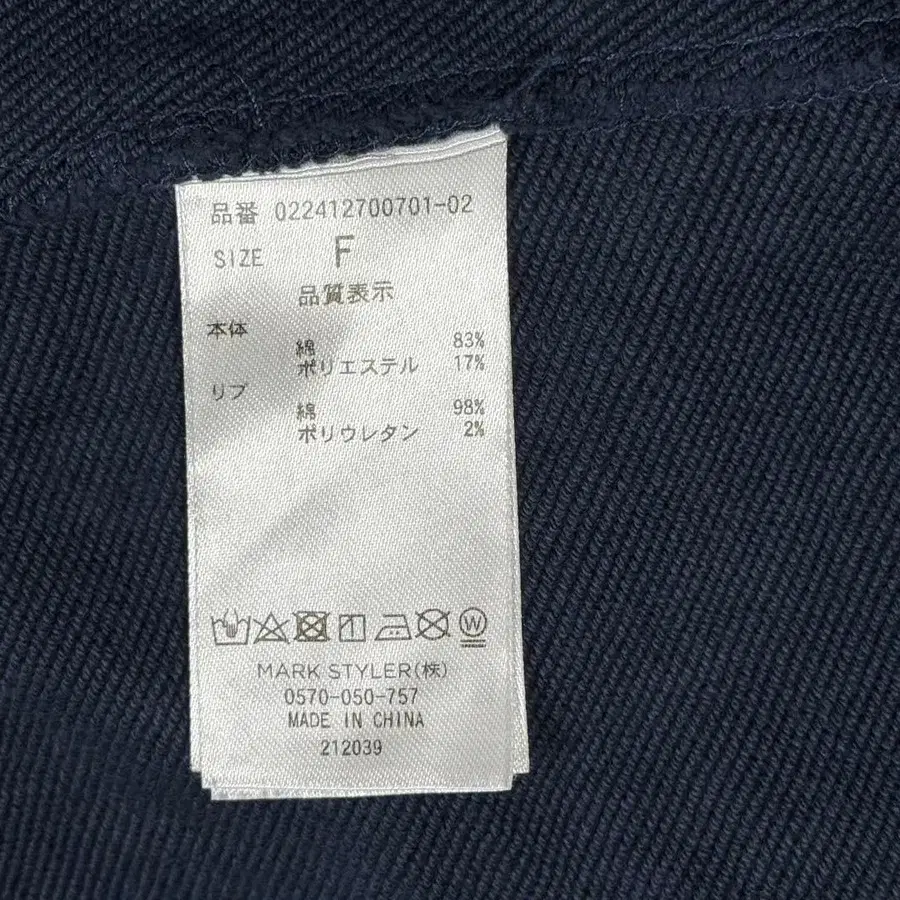 品番 022412700701-02
SIZE F
品質表示
本体
綿 83%
ポリエステル 17%
リブ
綿 98%
ポリウレタン 2%
W
MARK STYLER(株)
0570-050-757
MADE IN CHINA
212039